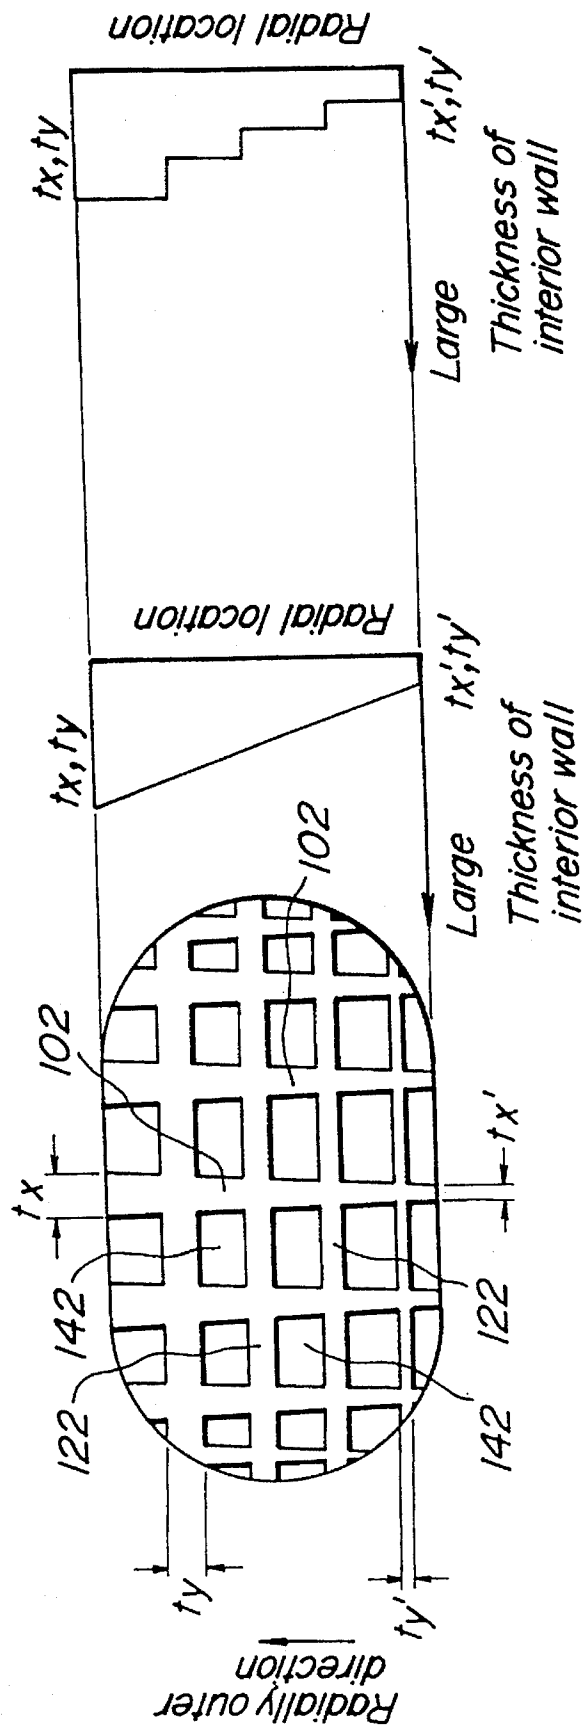 Radially outer
direction
ty
ty'
122
142
tx
102
102
142
122
tx'
tx, ty
Radial location
tx', ty'
Large
Thickness of
interior wall
tx, ty
Radial location
tx', ty'
Large
Thickness of
interior wall